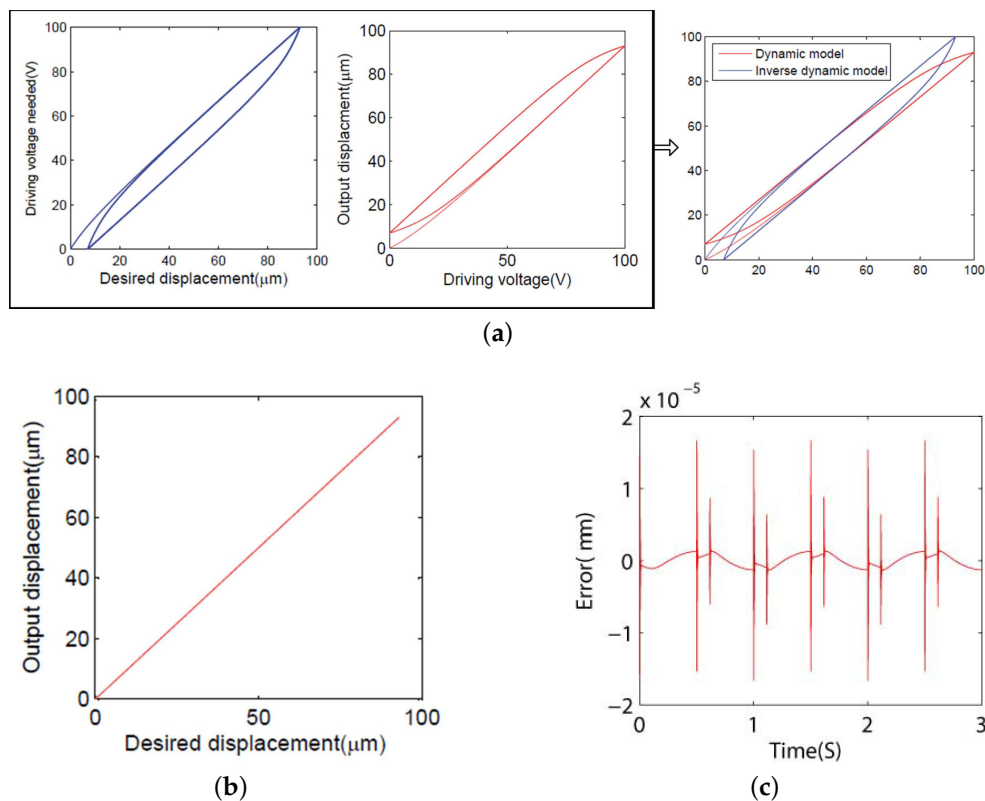 Driving voltage needed(V)
100
80
60
40
20
0
0 20 40 60 80 100
Desired displacement(μm)
Output displacment(μm)
100
80
60
40
20
0
0 50 100
Driving voltage(V)
Dynamic model
Inverse dynamic model
100
80
60
40
20
0
0 20 40 60 80 100
(a)
Output displacement(μm)
100
80
60
40
20
0
0 50 100
Desired displacement(μm)
(b)
x 10⁻⁵
Error( mm)
2
1
0
−1
−2
0 1 2 3
Time(S)
(c)